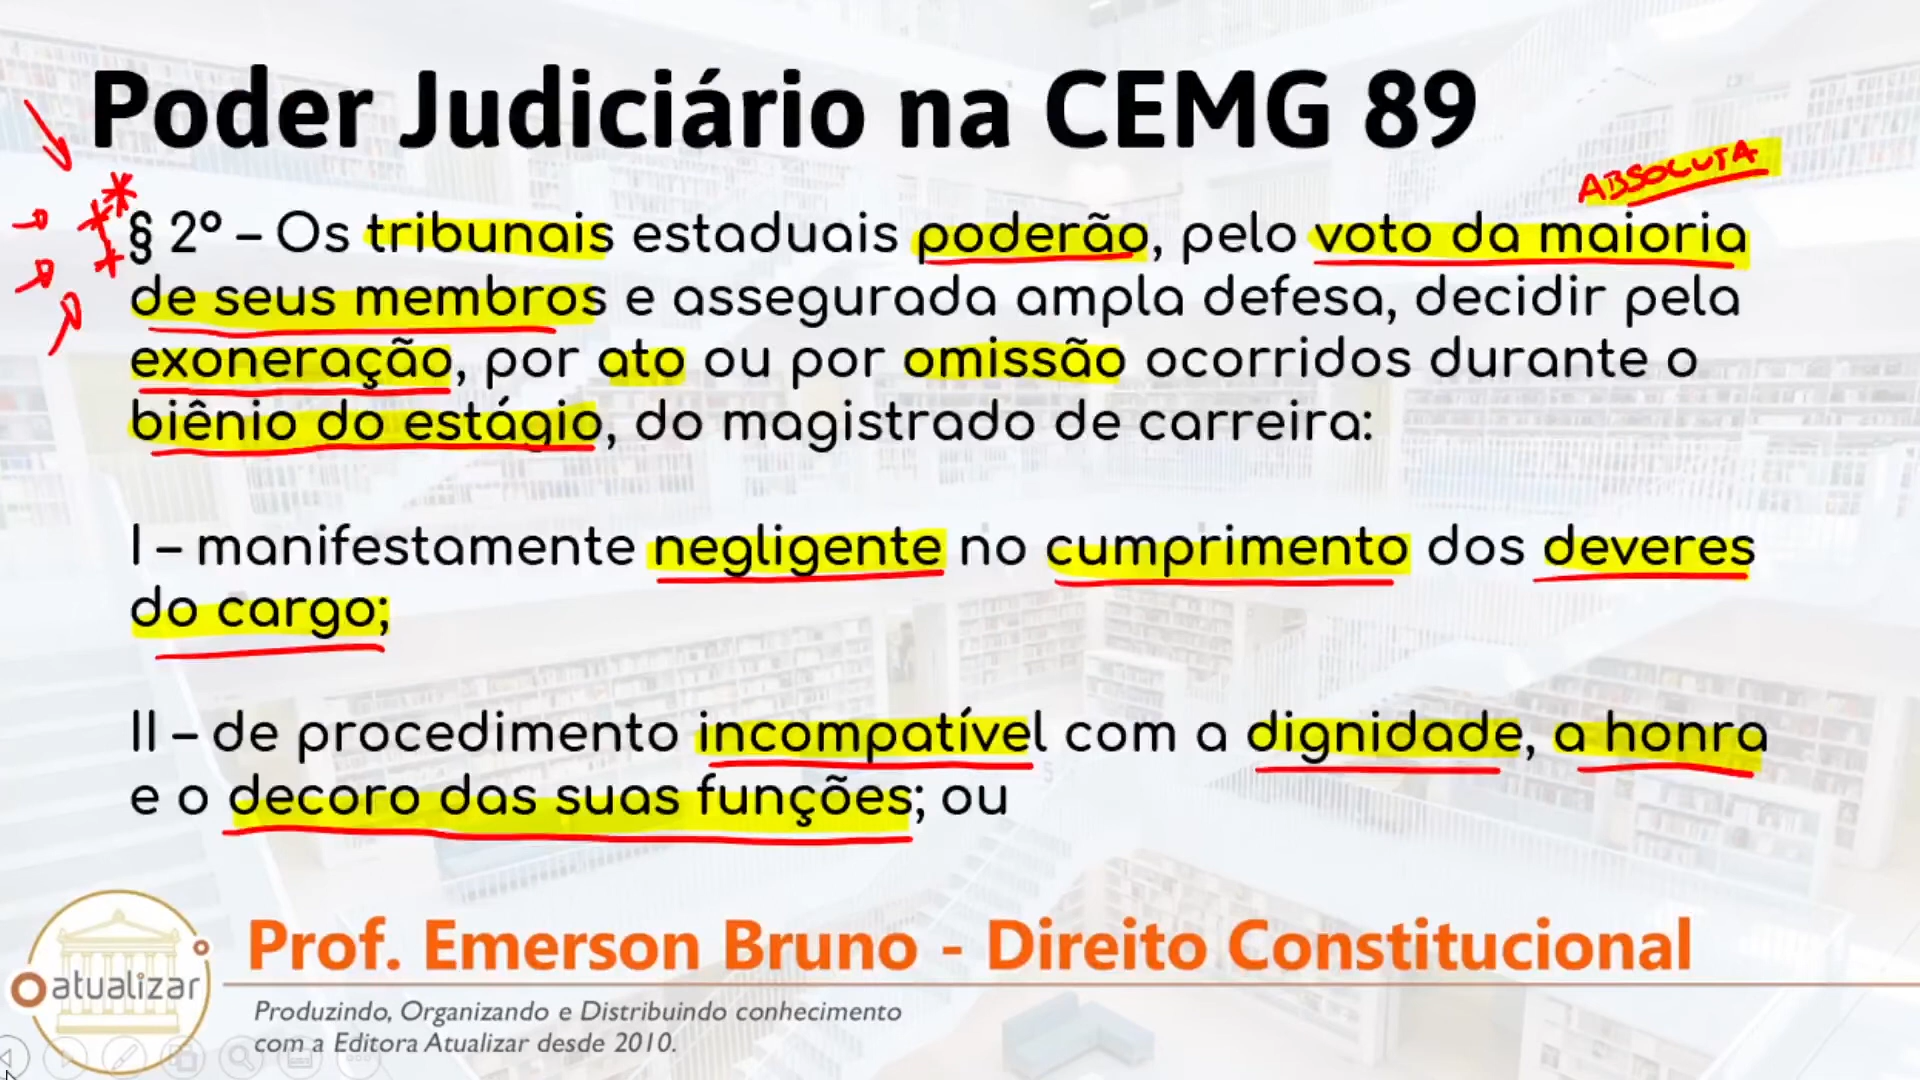 Poder Judiciário na CEMG 89
ABSOLUTA
§ 2º – Os tribunais estaduais poderão, pelo voto da maioria
de seus membros e assegurada ampla defesa, decidir pela
exoneração, por ato ou por omissão ocorridos durante o
biênio do estágio, do magistrado de carreira:
I – manifestamente negligente no cumprimento dos deveres
do cargo;
II – de procedimento incompatível com a dignidade, a honra
e o decoro das suas funções; ou
Prof. Emerson Bruno - Direito Constitucional
atualizar
Produzindo, Organizando e Distribuindo conhecimento
com a Editora Atualizar desde 2010.